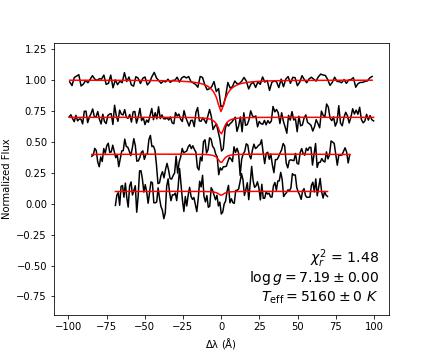 1.25
1.00
0.75
0.50
0.25
0.00
−0.25
−0.50
−0.75
Normalized Flux
χ²ᵣ = 1.48
log g = 7.19 ± 0.00
T_eff = 5160 ± 0 K
−100 −75 −50 −25 0 25 50 75 100
Δλ (Å)